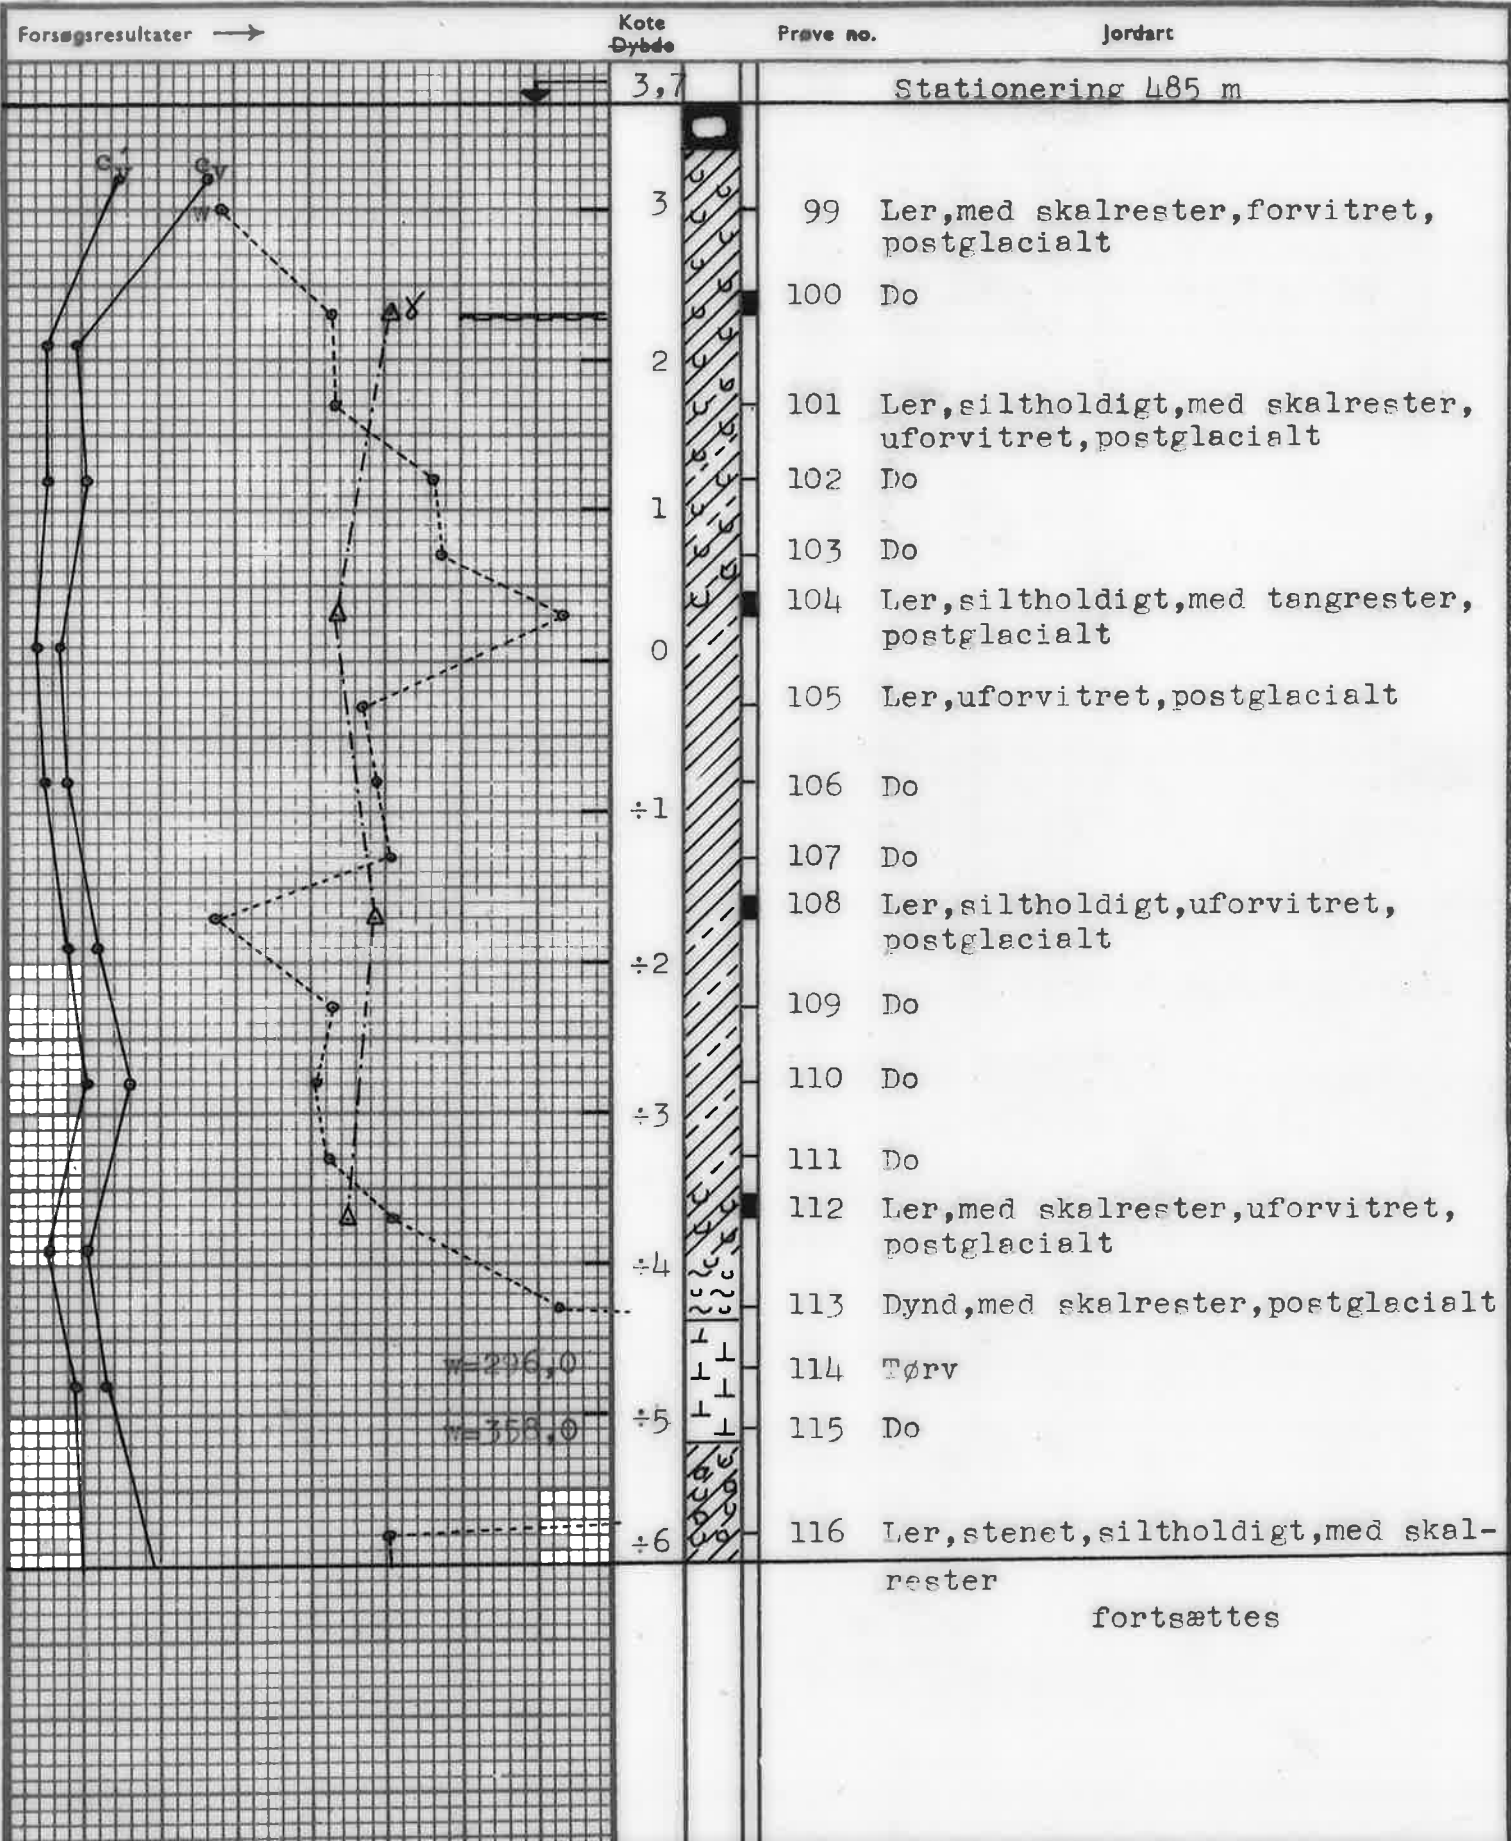 Forsøgsresultater → Kote Prøve no. Jordart
Dybde
3,7 Stationering 485 m
c'v cv
w
3 99 Ler,med skalrester,forvitret,
postglacialt
γ 100 Do
2
101 Ler,siltholdigt,med skalrester,
uforvitret,postglacialt
102 Do
1
103 Do
104 Ler,siltholdigt,med tangrester,
postglacialt
0
105 Ler,uforvitret,postglacialt
106 Do
÷1
107 Do
108 Ler,siltholdigt,uforvitret,
postglacialt
÷2
109 Do
110 Do
÷3
111 Do
112 Ler,med skalrester,uforvitret,
postglacialt
÷4
113 Dynd,med skalrester,postglacialt
w=296,0 114 Tørv
w=358,0 ÷5 115 Do
÷6 116 Ler,stenet,siltholdigt,med skal-
rester
fortsættes